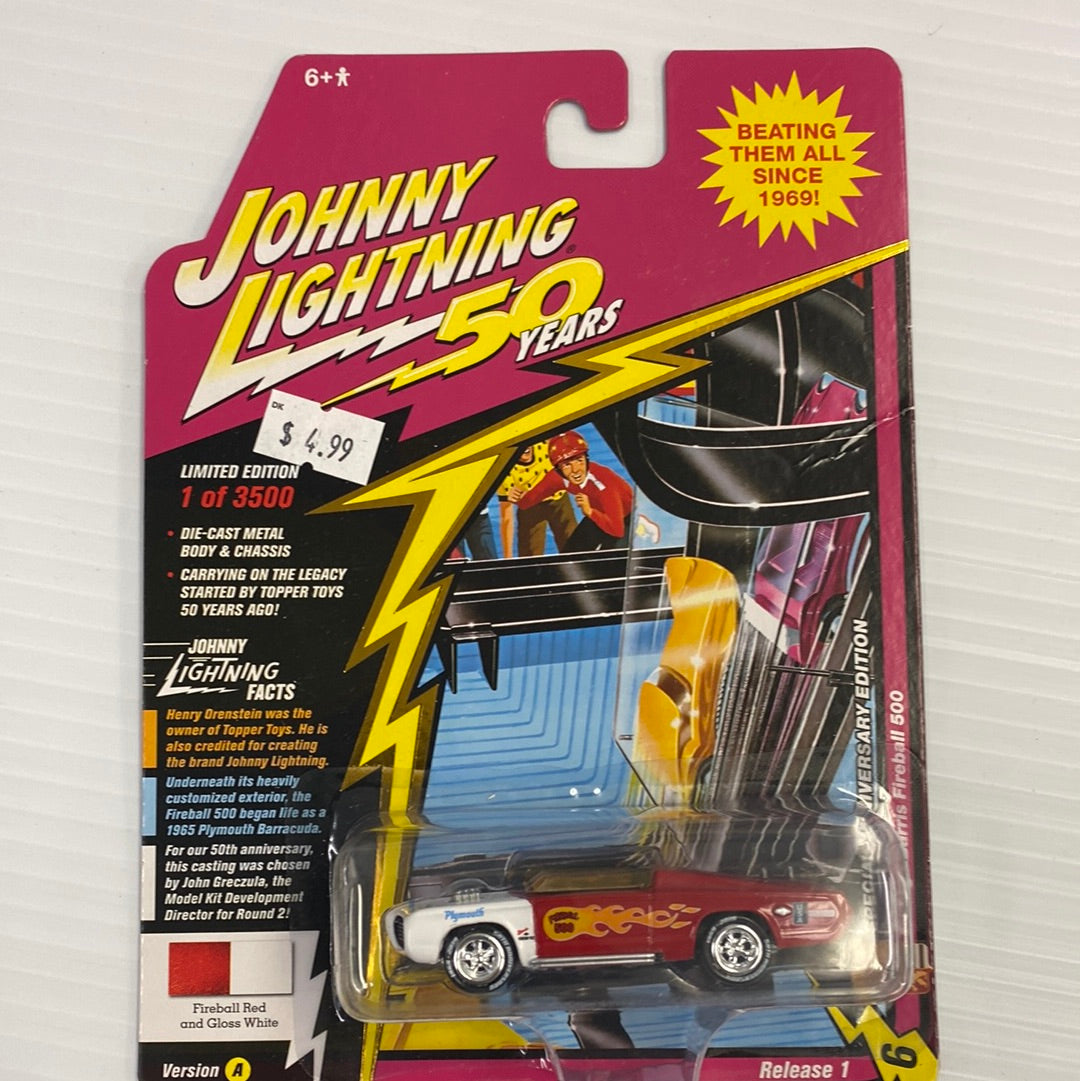 6+
BEATING
THEM ALL
SINCE
1969!
JOHNNY
LIGHTNING®
50
YEARS
DK
$ 4.99
LIMITED EDITION
1 of 3500
• DIE-CAST METAL
BODY & CHASSIS
• CARRYING ON THE LEGACY
STARTED BY TOPPER TOYS
50 YEARS AGO!
JOHNNY
LIGHTNING
FACTS
Henry Orenstein was the
owner of Topper Toys. He is
also credited for creating
the brand Johnny Lightning.
Underneath its heavily
customized exterior, the
Fireball 500 began life as a
1965 Plymouth Barracuda.
For our 50th anniversary,
this casting was chosen
by John Greczula, the
Model Kit Development
Director for Round 2!
Fireball Red
and Gloss White
Version A
Plymouth
FIREBALL
500
EDITION
Fireball 500
Release 1
6